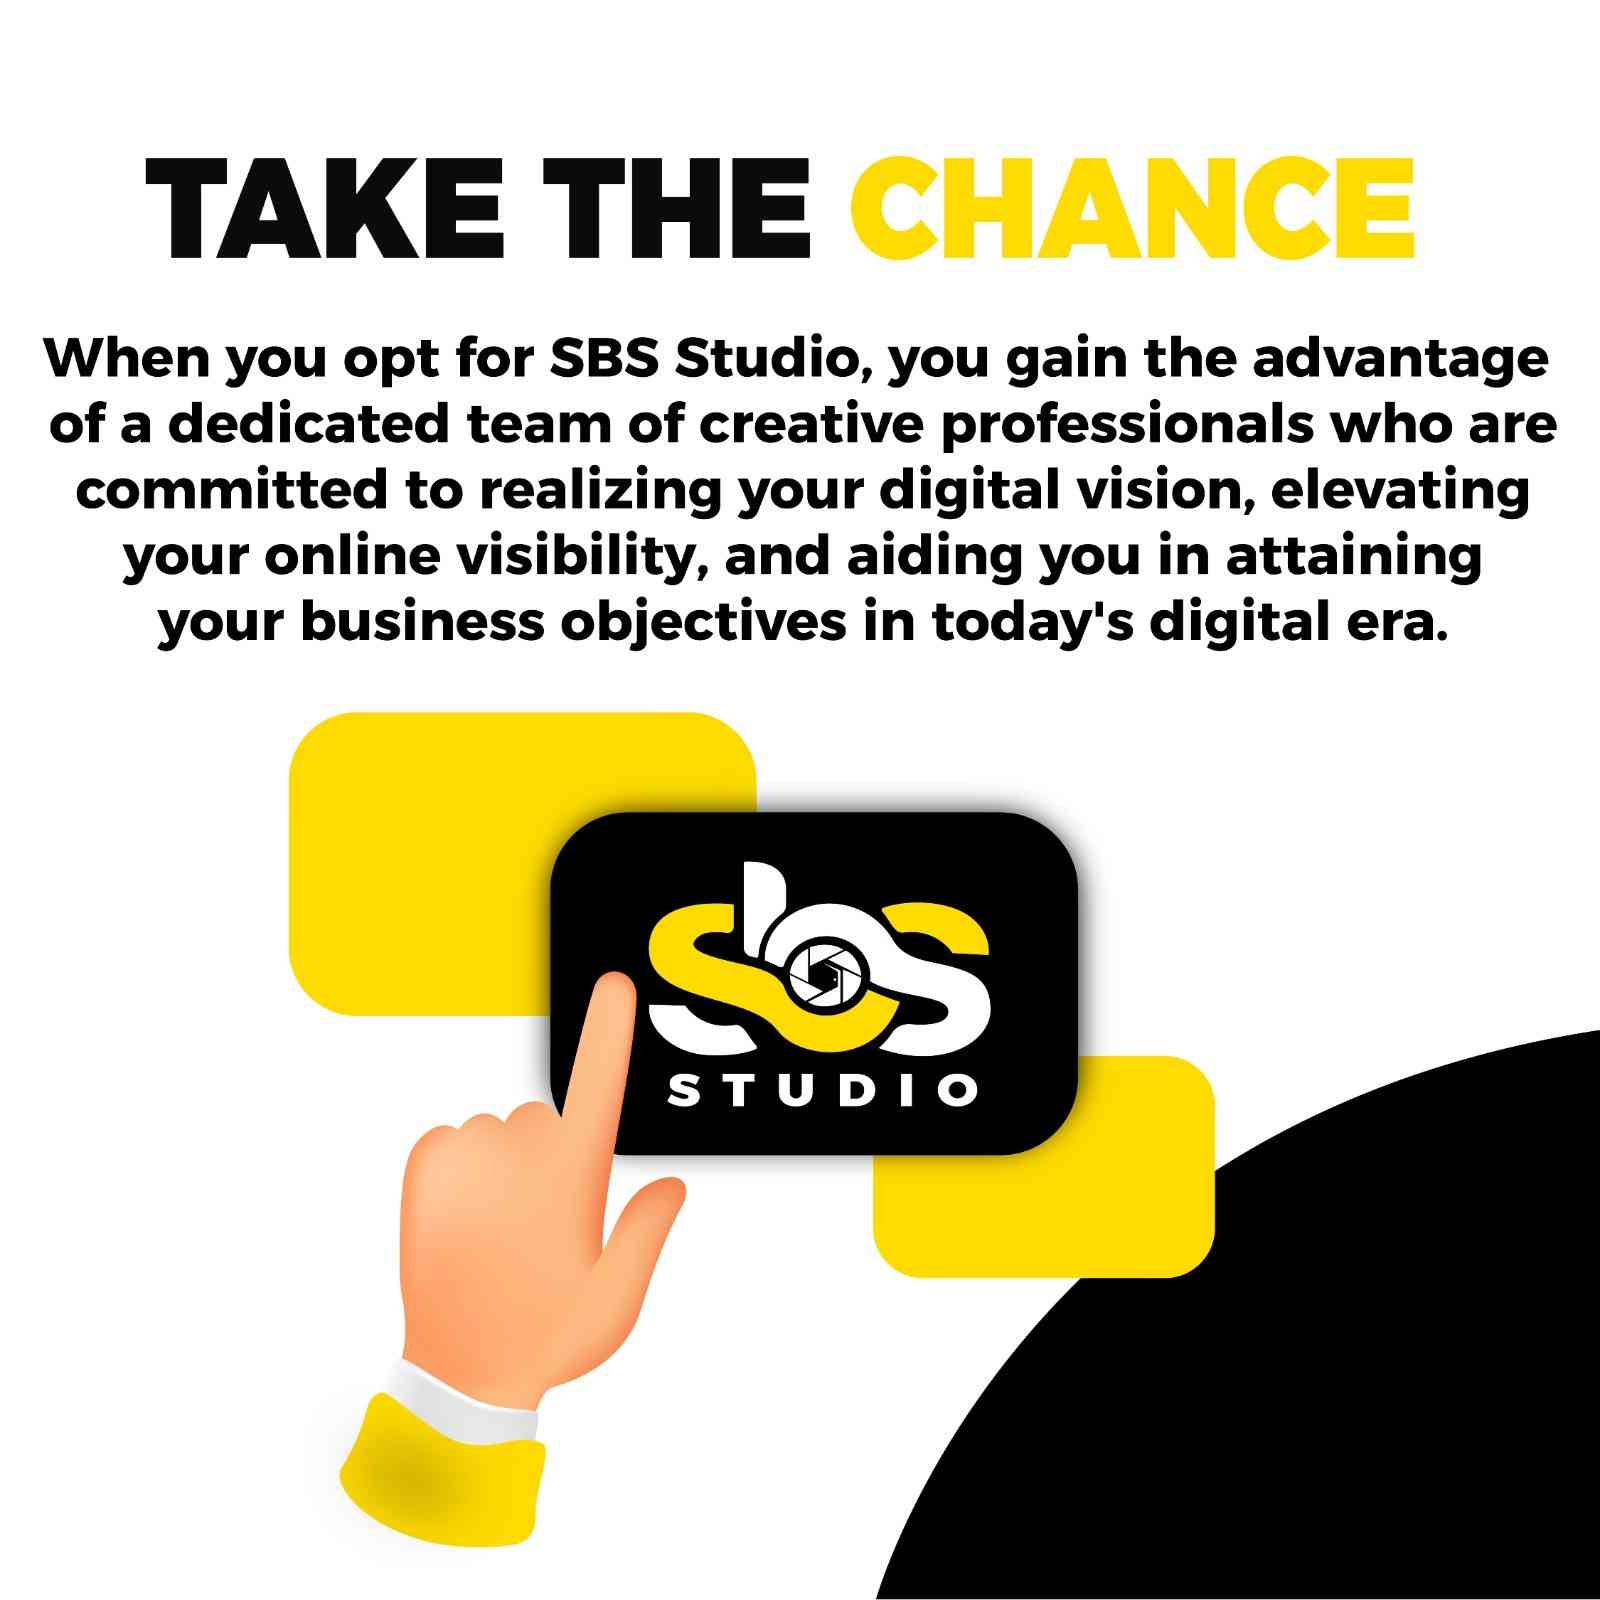 TAKE THE CHANCE
When you opt for SBS Studio, you gain the advantage
of a dedicated team of creative professionals who are
committed to realizing your digital vision, elevating
your online visibility, and aiding you in attaining
your business objectives in today's digital era.
sbs
STUDIO